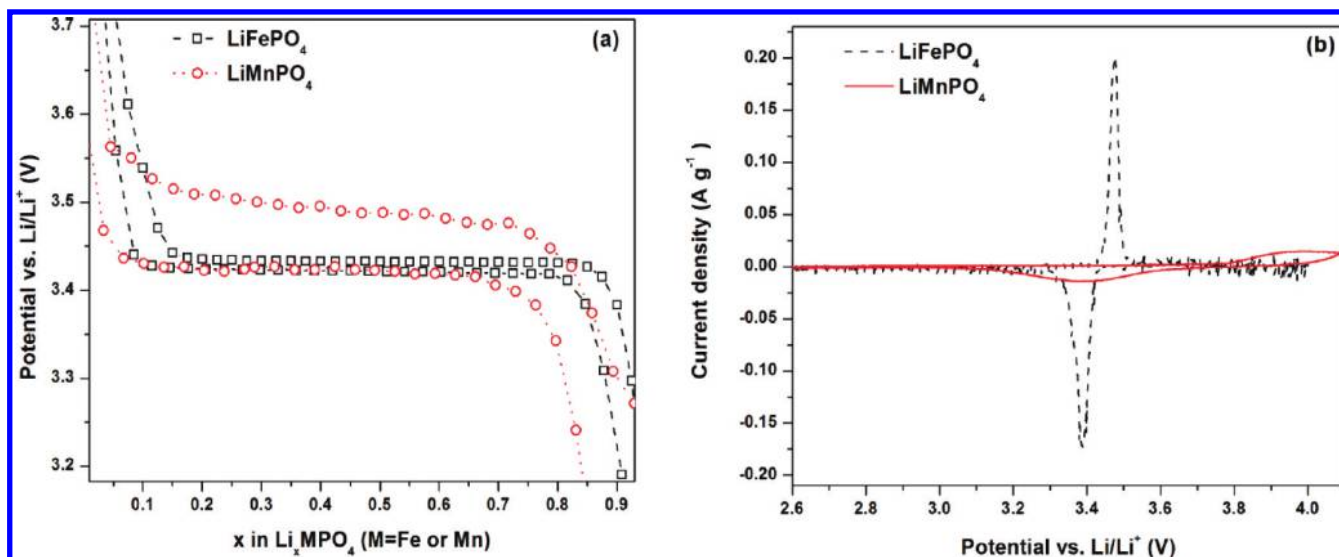 3.7
3.6
3.5
3.4
3.3
3.2
Potential vs. Li/Li⁺ (V)
LiFePO₄
LiMnPO₄
(a)
0.1 0.2 0.3 0.4 0.5 0.6 0.7 0.8 0.9
x in LiₓMPO₄ (M=Fe or Mn)
0.20
0.15
0.10
0.05
0.00
-0.05
-0.10
-0.15
-0.20
Current density (A g⁻¹)
LiFePO₄
LiMnPO₄
(b)
2.6 2.8 3.0 3.2 3.4 3.6 3.8 4.0
Potential vs. Li/Li⁺ (V)